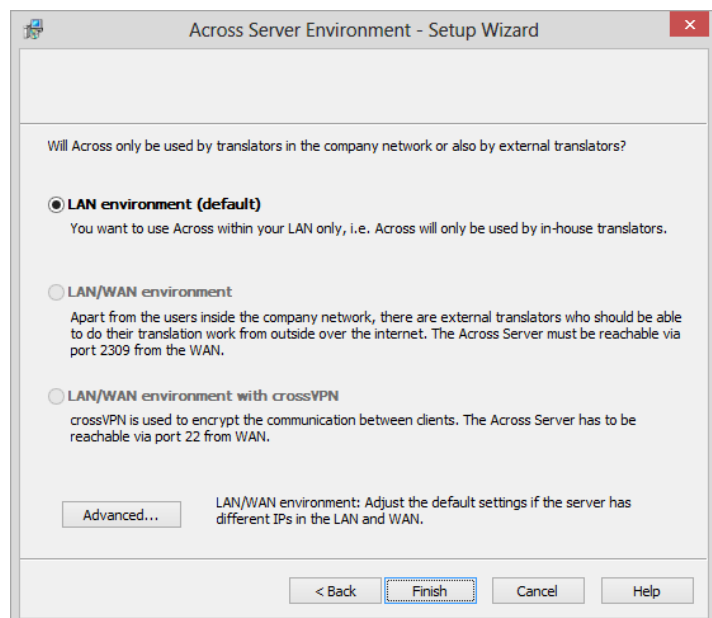 Across Server Environment - Setup Wizard
Will Across only be used by translators in the company network or also by external translators?
LAN environment (default)
You want to use Across within your LAN only, i.e. Across will only be used by in-house translators.
LAN/WAN environment
Apart from the users inside the company network, there are external translators who should be able
to do their translation work from outside over the internet. The Across Server must be reachable via
port 2309 from the WAN.
LAN/WAN environment with crossVPN
crossVPN is used to encrypt the communication between clients. The Across Server has to be
reachable via port 22 from WAN.
Advanced...
LAN/WAN environment: Adjust the default settings if the server has
different IPs in the LAN and WAN.
< Back Finish Cancel Help